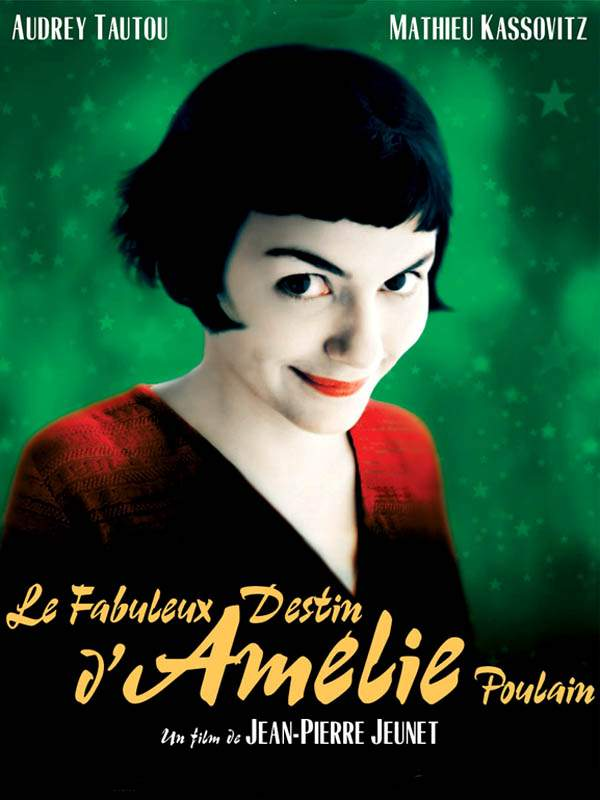 AUDREY TAUTOU MATHIEU KASSOVITZ
Le Fabuleux Destin
d'Amélie Poulain
Un film de JEAN-PIERRE JEUNET